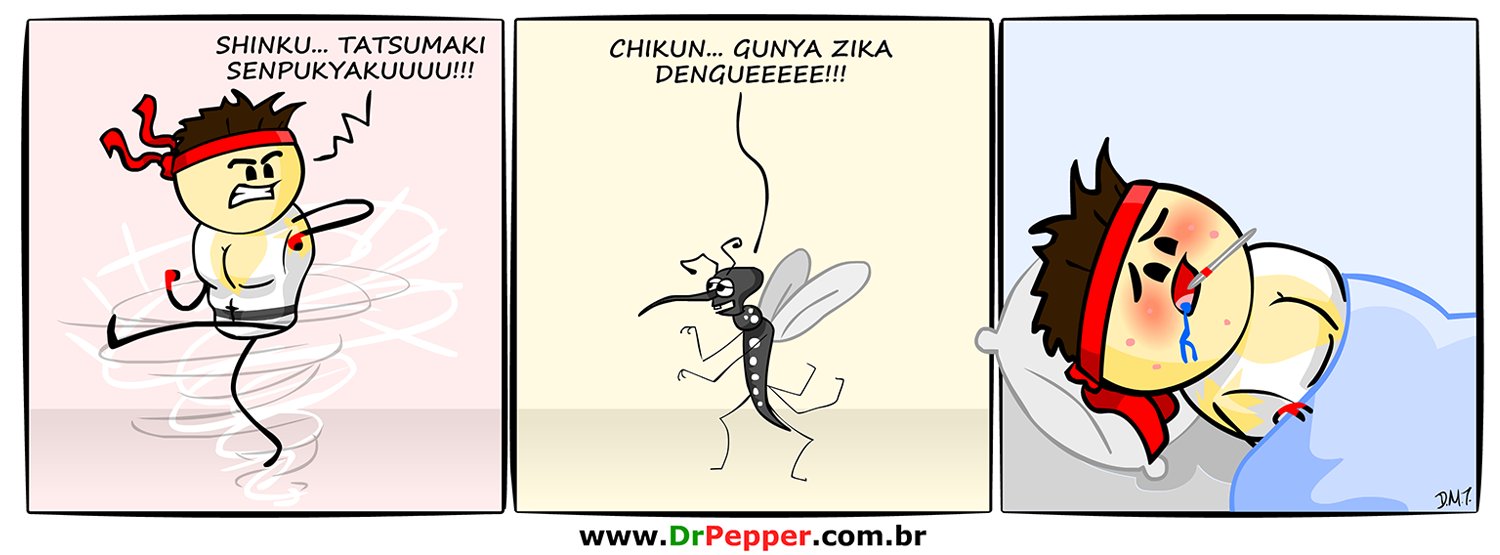 SHINKU... TATSUMAKI
SENPUKYAKUUUU!!!
CHIKUN... GUNYA ZIKA
DENGUEEEEE!!!
D.M.T.
www.DrPepper.com.br